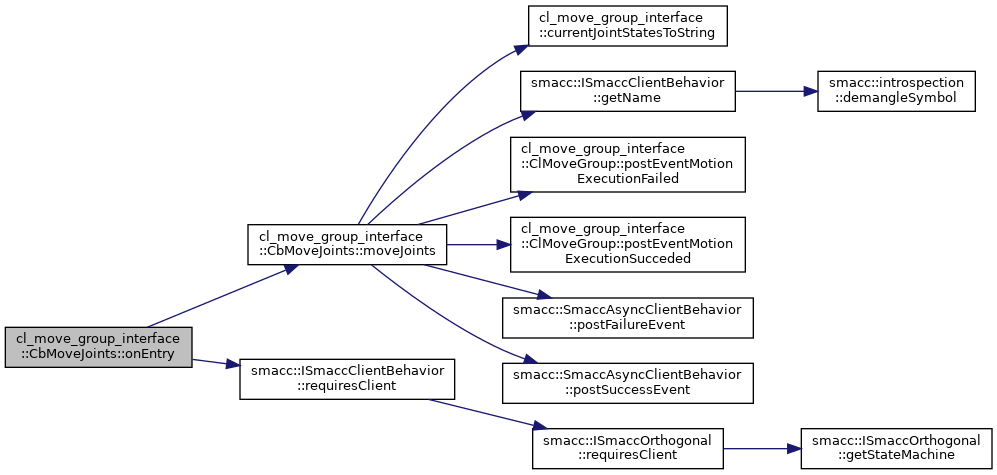 cl_move_group_interface
::currentJointStatesToString
smacc::ISmaccClientBehavior
::getName
smacc::introspection
::demangleSymbol
cl_move_group_interface
::ClMoveGroup::postEventMotion
ExecutionFailed
cl_move_group_interface
::CbMoveJoints::moveJoints
cl_move_group_interface
::ClMoveGroup::postEventMotion
ExecutionSucceded
smacc::SmaccAsyncClientBehavior
::postFailureEvent
cl_move_group_interface
::CbMoveJoints::onEntry
smacc::ISmaccClientBehavior
::requiresClient
smacc::SmaccAsyncClientBehavior
::postSuccessEvent
smacc::ISmaccOrthogonal
::requiresClient
smacc::ISmaccOrthogonal
::getStateMachine